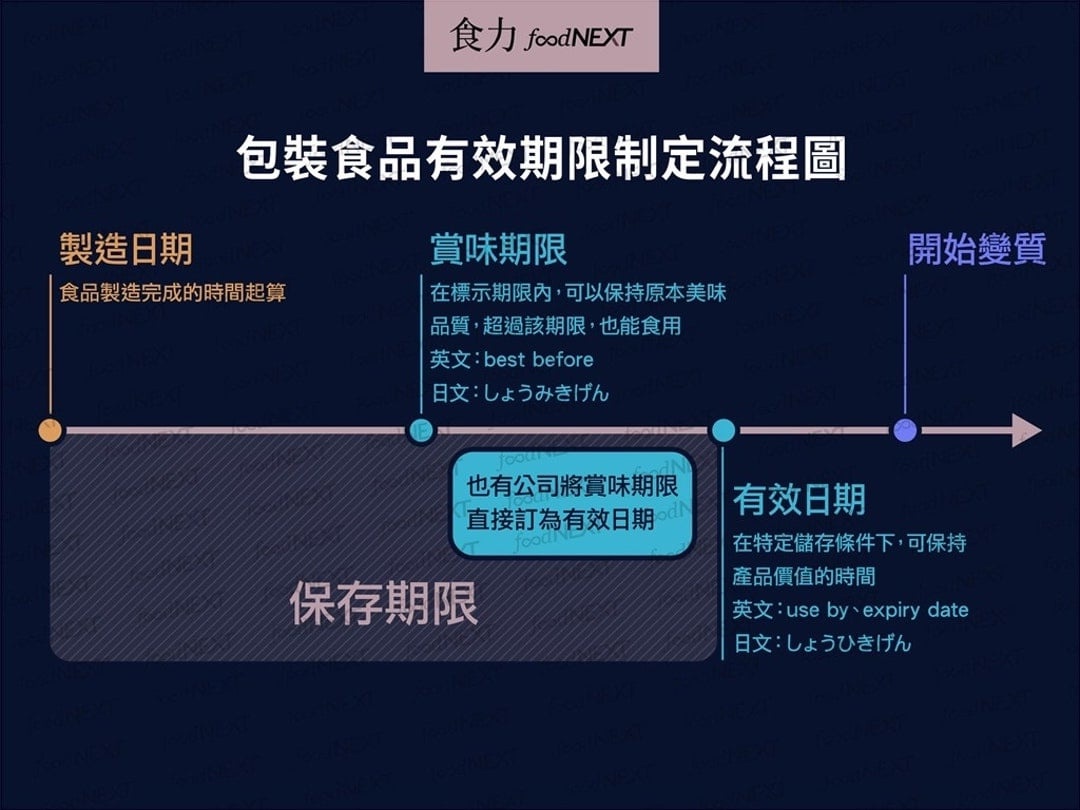 食力 foodNEXT
包裝食品有效期限制定流程圖
製造日期
食品製造完成的時間起算
賞味期限
在標示期限內，可以保持原本美味
品質，超過該期限，也能食用
英文：best before
日文：しょうみきげん
開始變質
也有公司將賞味期限
直接訂為有效日期
保存期限
有效日期
在特定儲存條件下，可保持
產品價值的時間
英文：use by、expiry date
日文：しょうひきげん